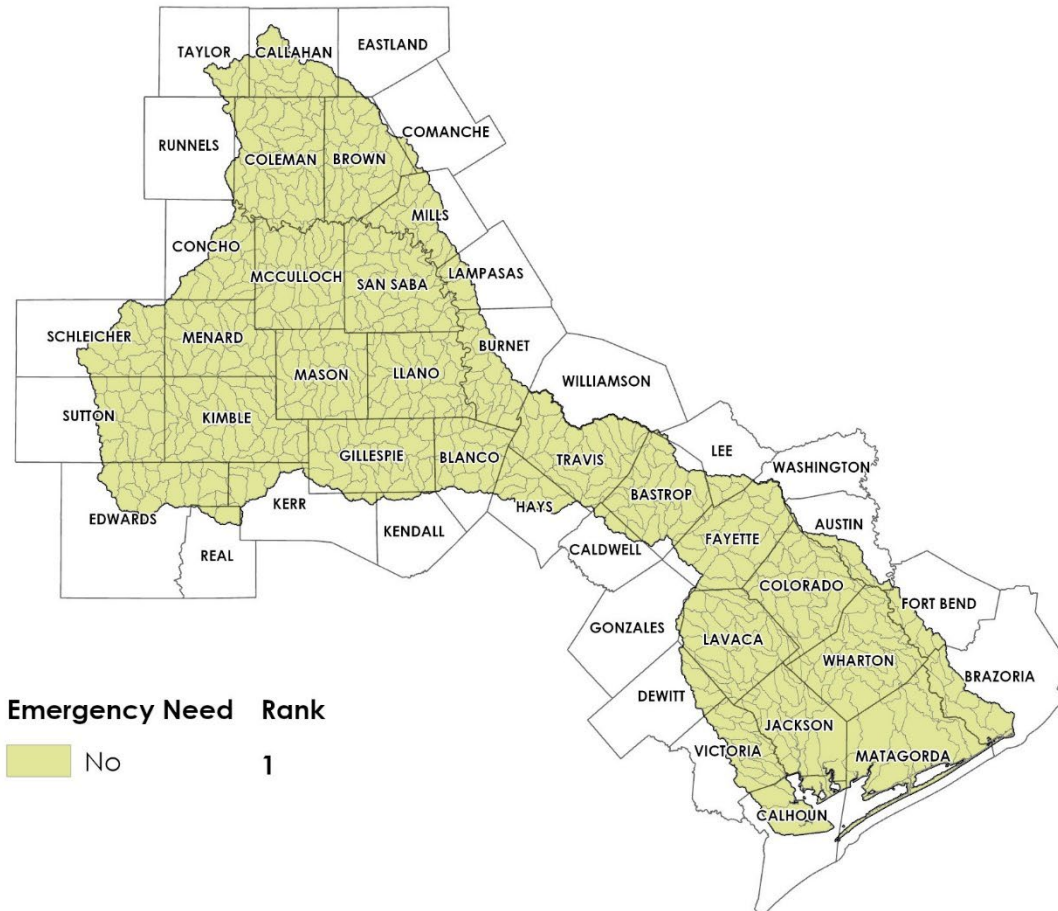 TAYLOR
CALLAHAN
EASTLAND
RUNNELS
COLEMAN
BROWN
COMANCHE
MILLS
CONCHO
MCCULLOCH
SAN SABA
LAMPASAS
SCHLEICHER
MENARD
MASON
LLANO
BURNET
WILLIAMSON
SUTTON
KIMBLE
GILLESPIE
BLANCO
TRAVIS
LEE
WASHINGTON
EDWARDS
KERR
HAYS
BASTROP
AUSTIN
REAL
KENDALL
CALDWELL
FAYETTE
COLORADO
FORT BEND
GONZALES
LAVACA
WHARTON
BRAZORIA
DEWITT
JACKSON
VICTORIA
MATAGORDA
CALHOUN
Emergency Need Rank
No 1